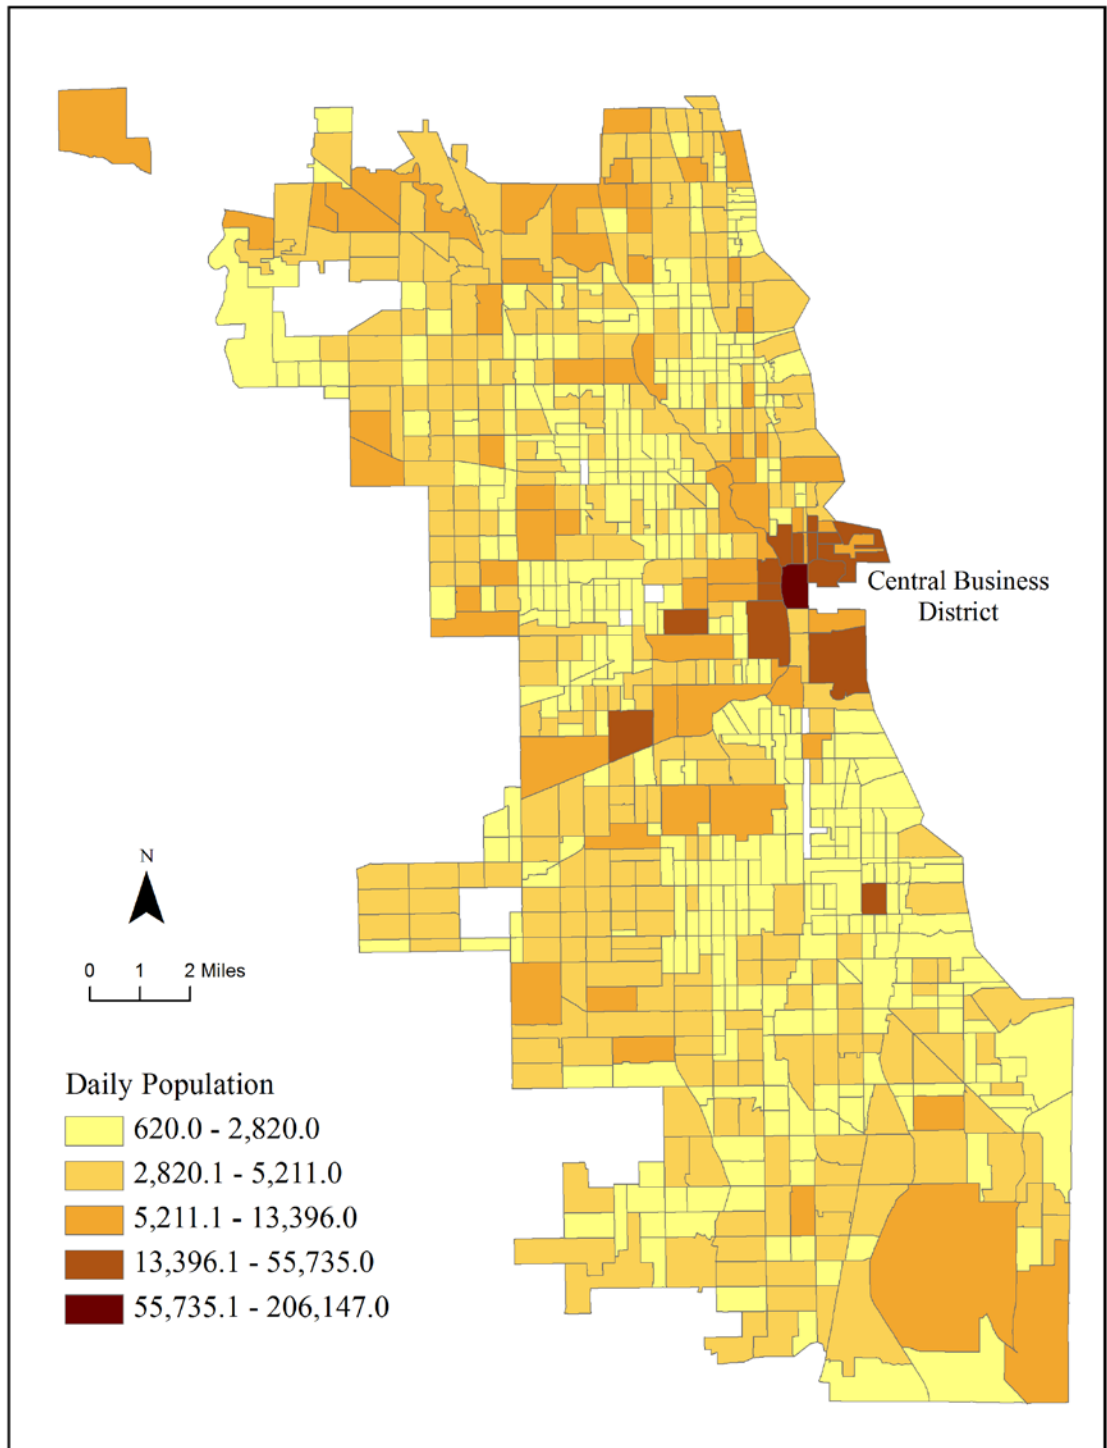 Central Business
District
N
0 1 2 Miles
Daily Population
620.0 - 2,820.0
2,820.1 - 5,211.0
5,211.1 - 13,396.0
13,396.1 - 55,735.0
55,735.1 - 206,147.0